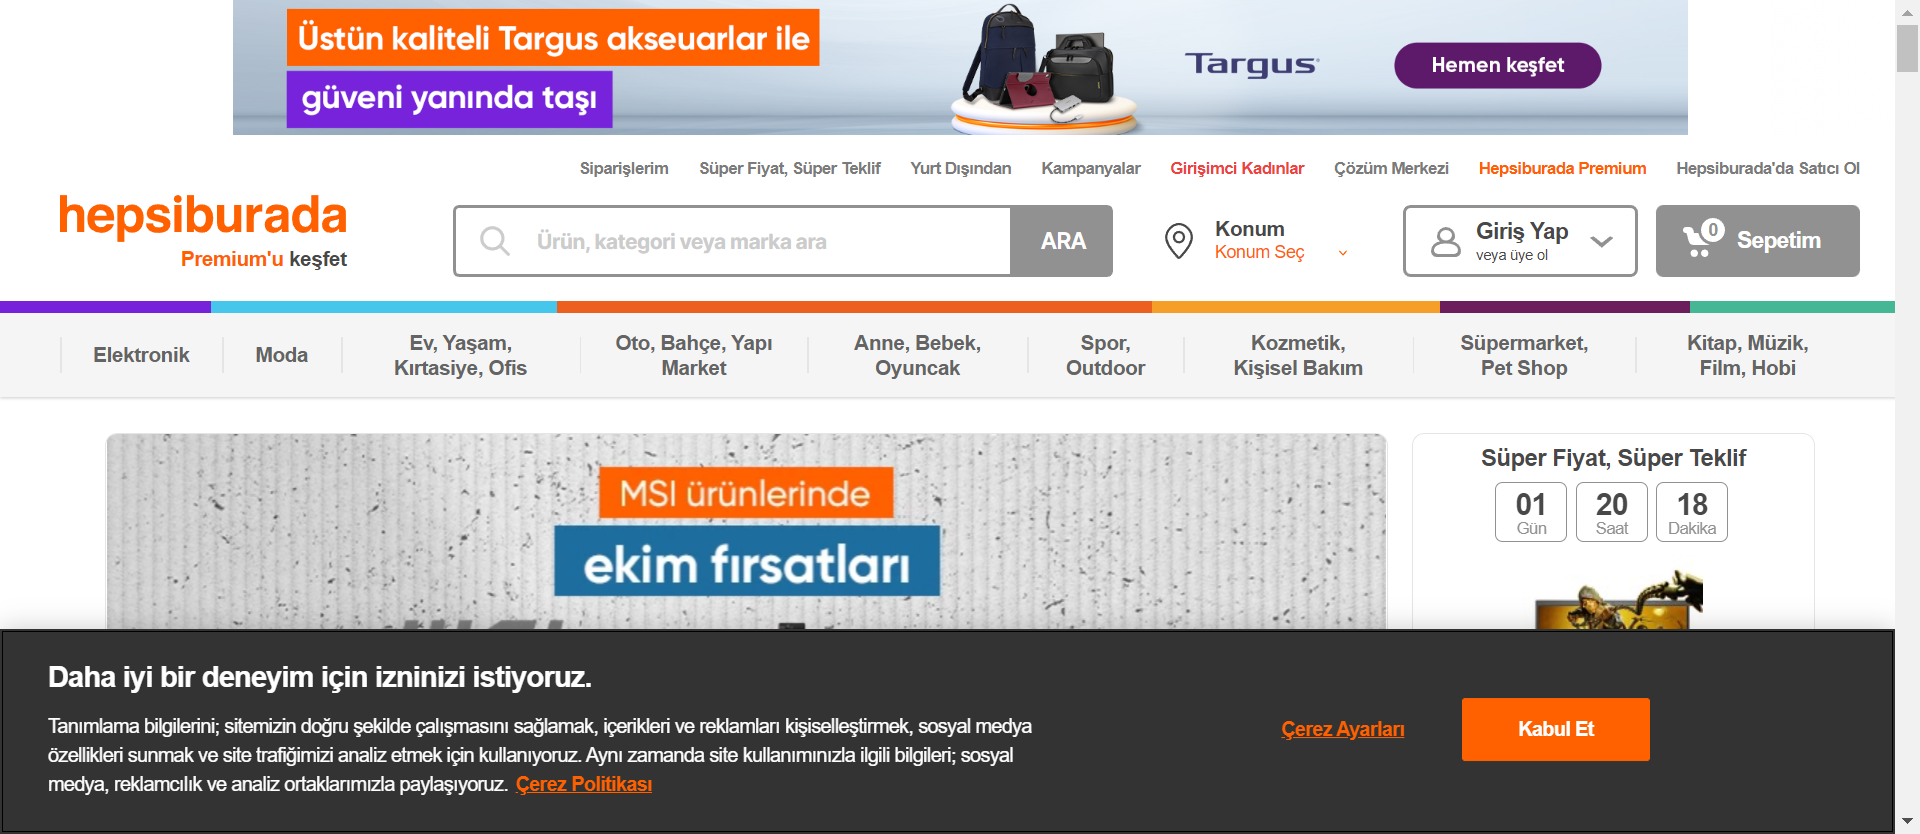 Üstün kaliteli Targus akseuarlar ile
güveni yanında taşı
Targus
Hemen keşfet
Siparişlerim
Süper Fiyat, Süper Teklif
Yurt Dışından
Kampanyalar
Girişimci Kadınlar
Çözüm Merkezi
Hepsiburada Premium
Hepsiburada'da Satıcı Ol
hepsiburada
Premium'u keşfet
Ürün, kategori veya marka ara
ARA
Konum
Konum Seç
Giriş Yap
veya üye ol
0
Sepetim
Elektronik
Moda
Ev, Yaşam,
Kırtasiye, Ofis
Oto, Bahçe, Yapı
Market
Anne, Bebek,
Oyuncak
Spor,
Outdoor
Kozmetik,
Kişisel Bakım
Süpermarket,
Pet Shop
Kitap, Müzik,
Film, Hobi
MSI ürünlerinde
ekim fırsatları
Süper Fiyat, Süper Teklif
01
Gün
20
Saat
18
Dakika
Daha iyi bir deneyim için izninizi istiyoruz.
Tanımlama bilgilerini; sitemizin doğru şekilde çalışmasını sağlamak, içerikleri ve reklamları kişiselleştirmek, sosyal medya
özellikleri sunmak ve site trafiğimizi analiz etmek için kullanıyoruz. Aynı zamanda site kullanımınızla ilgili bilgileri; sosyal
medya, reklamcılık ve analiz ortaklarımızla paylaşıyoruz. Çerez Politikası
Çerez Ayarları
Kabul Et